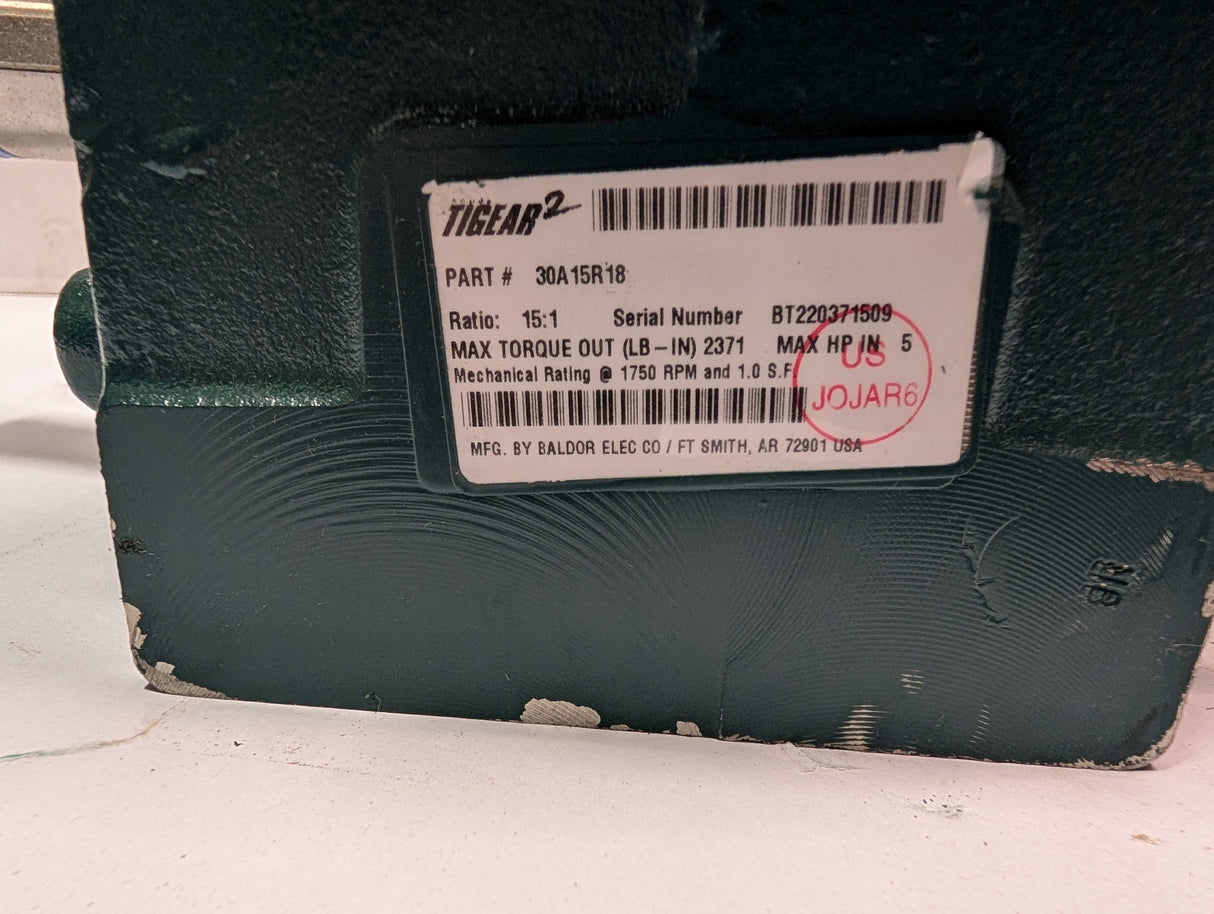 TIGEAR2
PART # 30A15R18
Ratio: 15:1 Serial Number BT220371509
MAX TORQUE OUT (LB-IN) 2371 MAX HP IN 5
Mechanical Rating @ 1750 RPM and 1.0 S.F.
US
JOJAR6
MFG. BY BALDOR ELEC CO / FT SMITH, AR 72901 USA